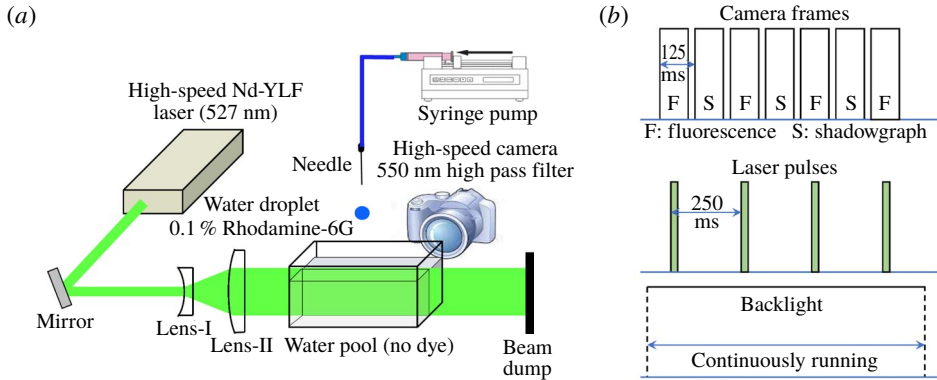 (a)
High-speed Nd-YLF
laser (527 nm)
Syringe pump
Needle
High-speed camera
550 nm high pass filter
Water droplet
0.1 % Rhodamine-6G
Mirror
Lens-I
Lens-II
Water pool (no dye)
Beam
dump
(b)
Camera frames
125
ms
F S F S F S F
F: fluorescence S: shadowgraph
Laser pulses
250
ms
Backlight
Continuously running